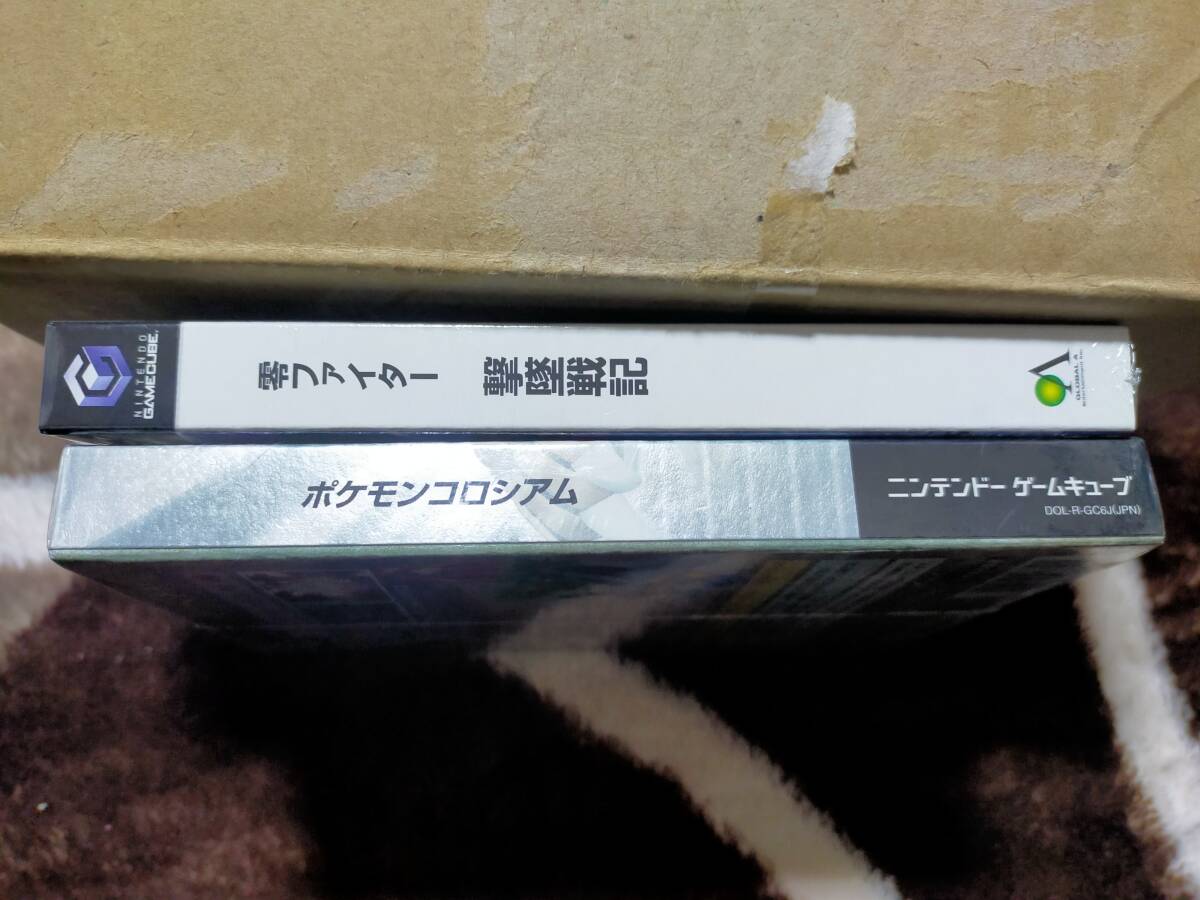 NINTENDO
GAMECUBE
零ファイター 撃墜戦記
GLOBAL A
ポケモンコロシアム
ニンテンドー ゲームキューブ
DOL-R-GC6J(JPN)